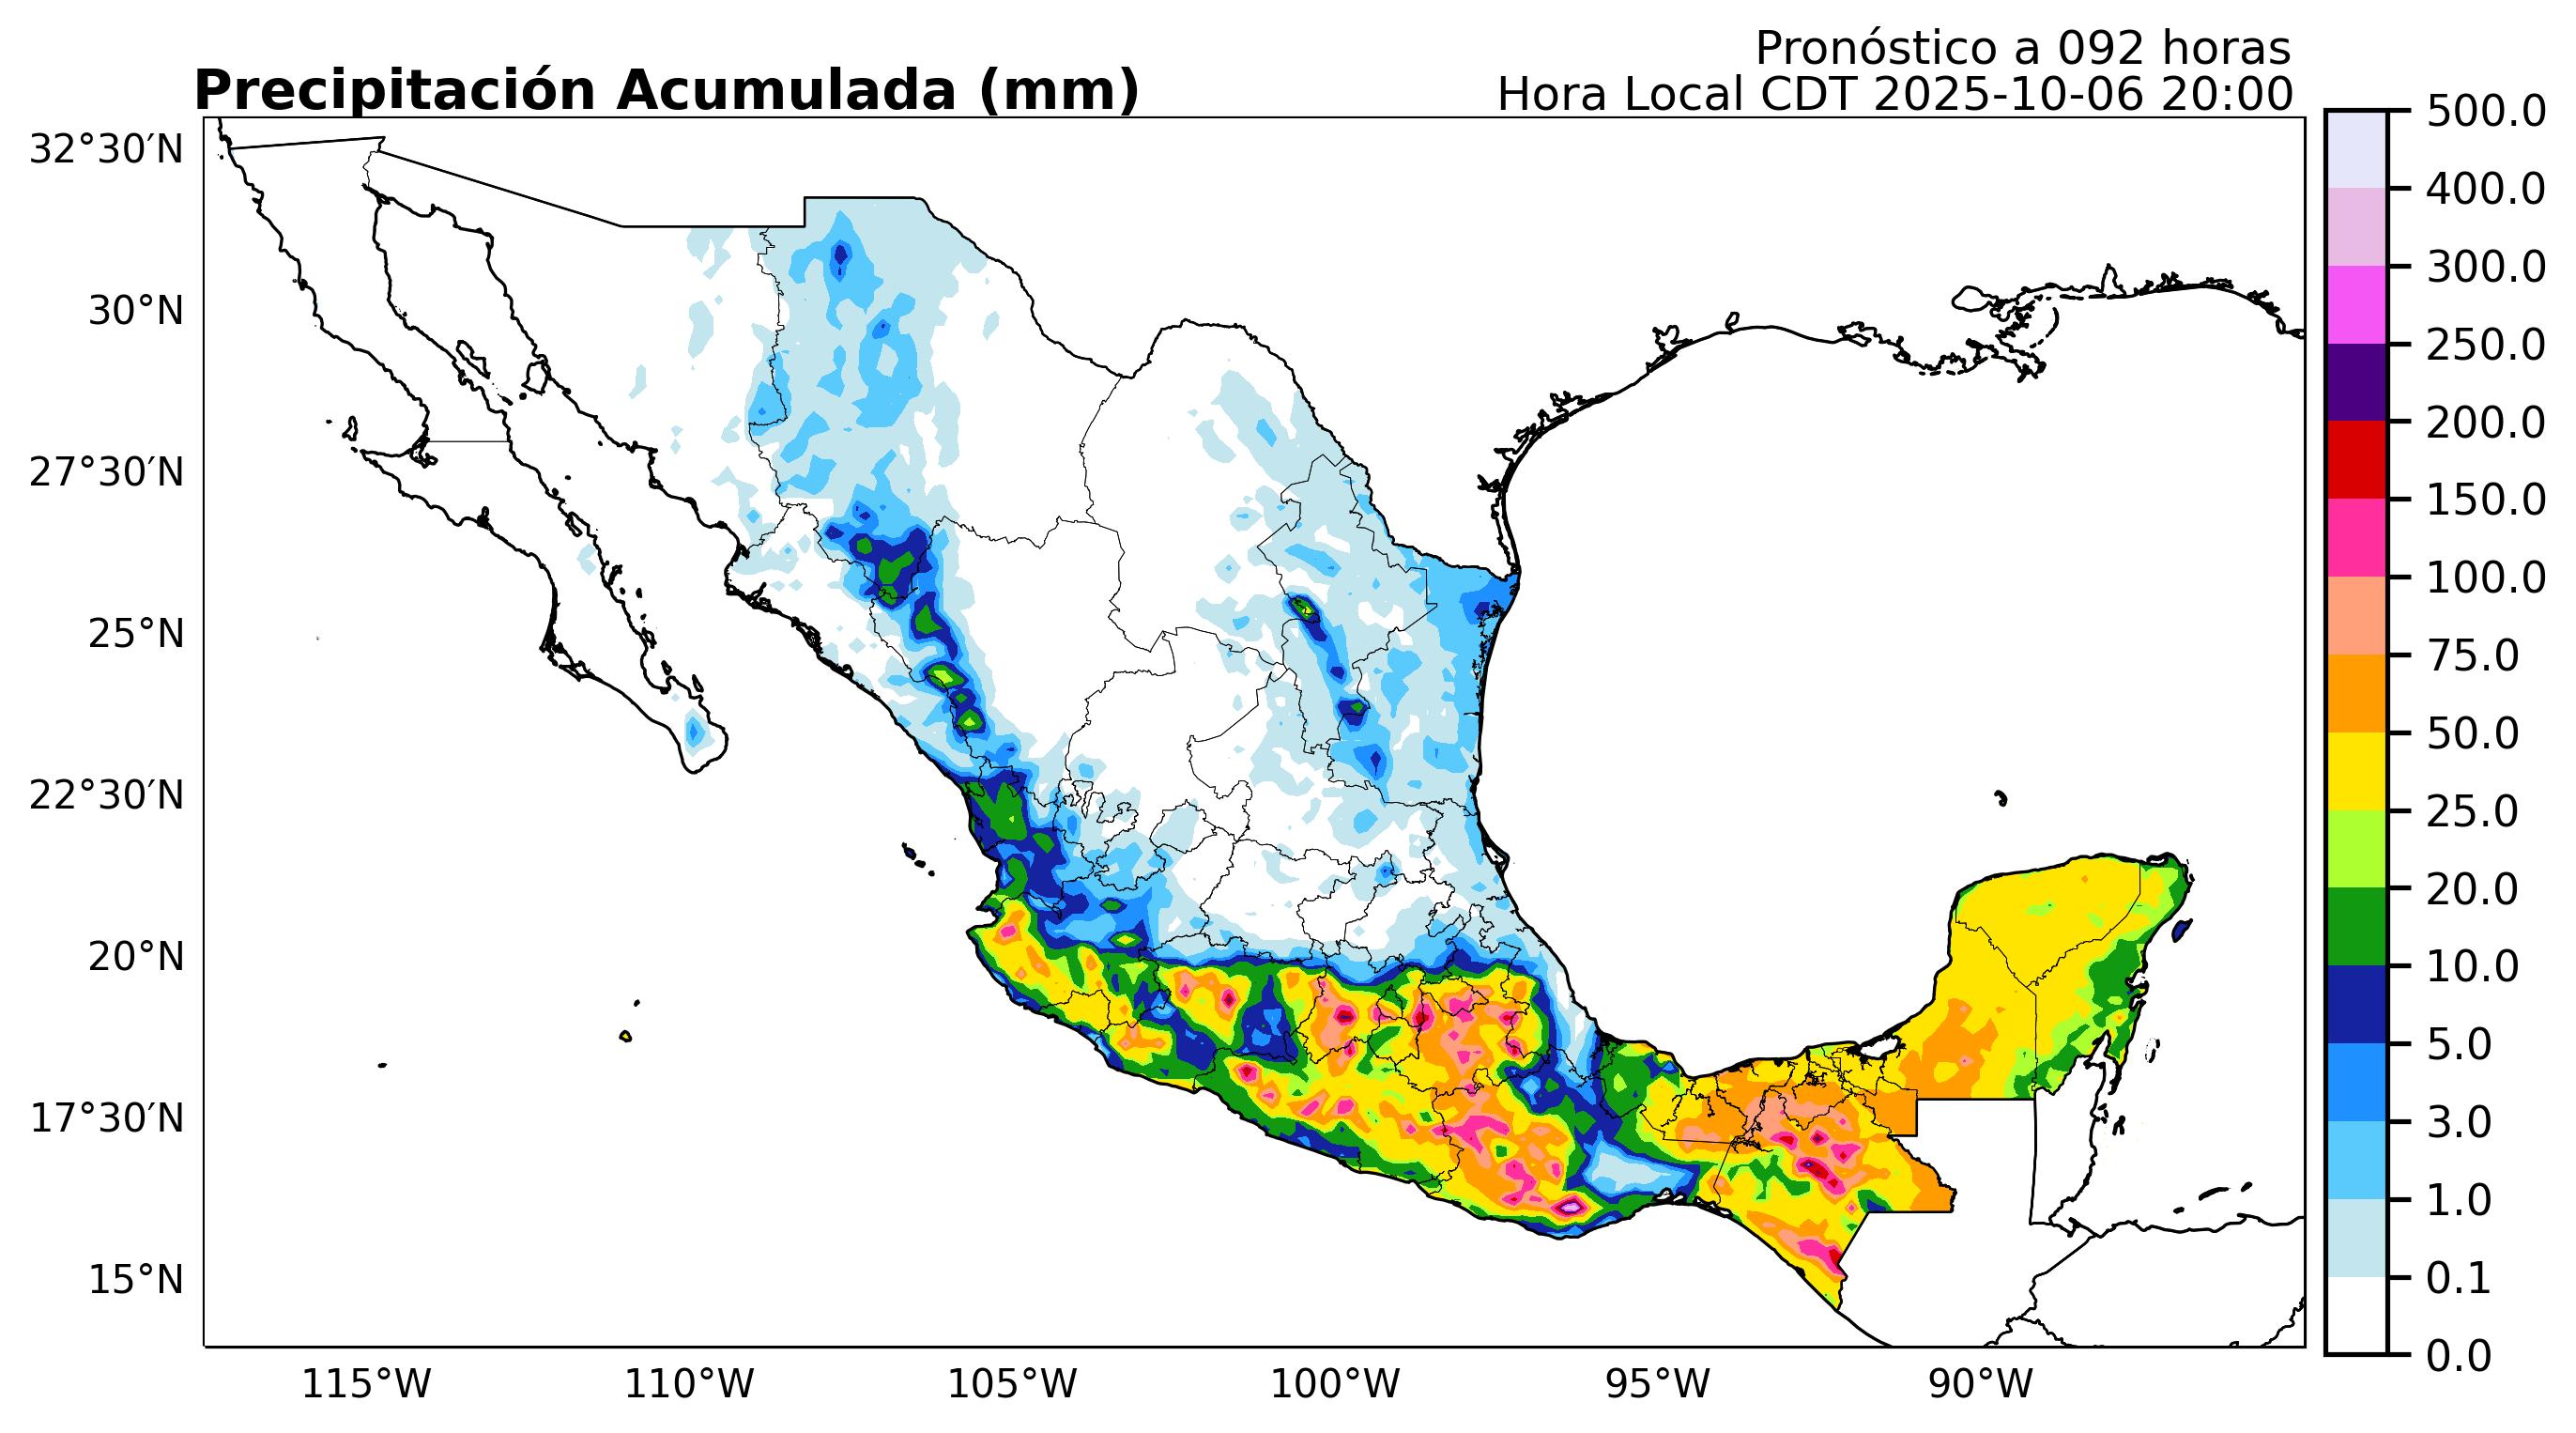 Pronóstico a 092 horas
Precipitación Acumulada (mm)
Hora Local CDT 2025-10-06 20:00
32°30′N
30°N
27°30′N
25°N
22°30′N
20°N
17°30′N
15°N
115°W
110°W
105°W
100°W
95°W
90°W
500.0
400.0
300.0
250.0
200.0
150.0
100.0
75.0
50.0
25.0
20.0
10.0
5.0
3.0
1.0
0.1
0.0